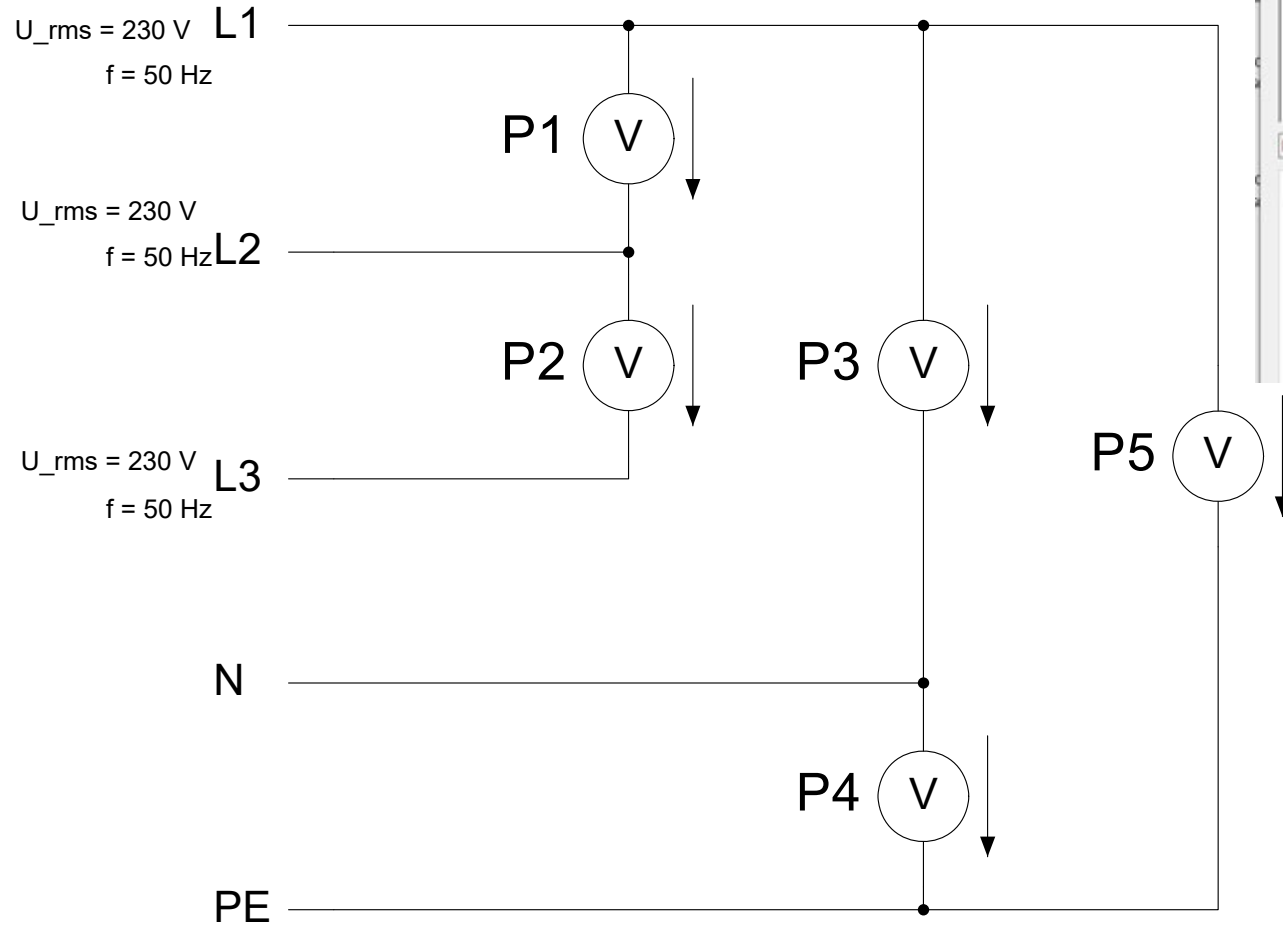 U_rms = 230 V L1
f = 50 Hz
P1 V
U_rms = 230 V
f = 50 Hz L2
P2 V
P3 V
P5 V
U_rms = 230 V L3
f = 50 Hz
N
P4 V
PE